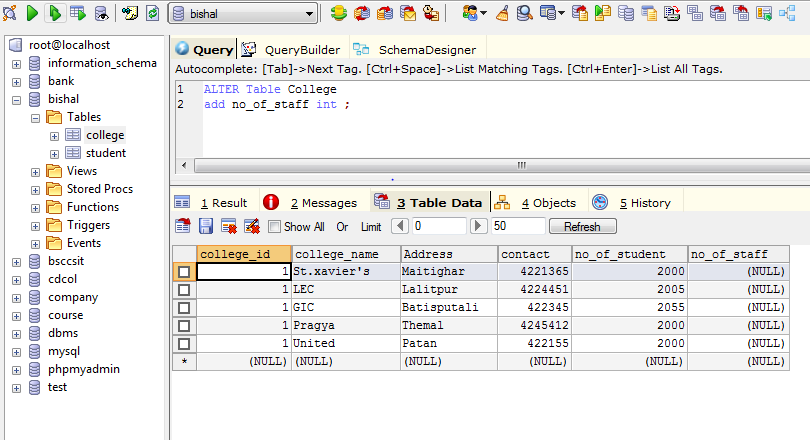 bishal
root@localhost
information_schema
bank
bishal
Tables
college
student
Views
Stored Procs
Functions
Triggers
Events
bsccsit
cdcol
company
course
dbms
mysql
phpmyadmin
test
Query QueryBuilder SchemaDesigner
Autocomplete: [Tab]->Next Tag. [Ctrl+Space]->List Matching Tags. [Ctrl+Enter]->List All Tags.
1 ALTER Table College
2 add no_of_staff int ;
1 Result 2 Messages 3 Table Data 4 Objects 5 History
Show All Or Limit 0 50 Refresh
college_id college_name Address contact no_of_student no_of_staff
1 St.xavier's Maitighar 4221365 2000 (NULL)
1 LEC Lalitpur 4224451 2005 (NULL)
1 GIC Batisputali 422345 2055 (NULL)
1 Pragya Themal 4245412 2000 (NULL)
1 United Patan 422155 2000 (NULL)
* (NULL) (NULL) (NULL) (NULL) (NULL) (NULL)